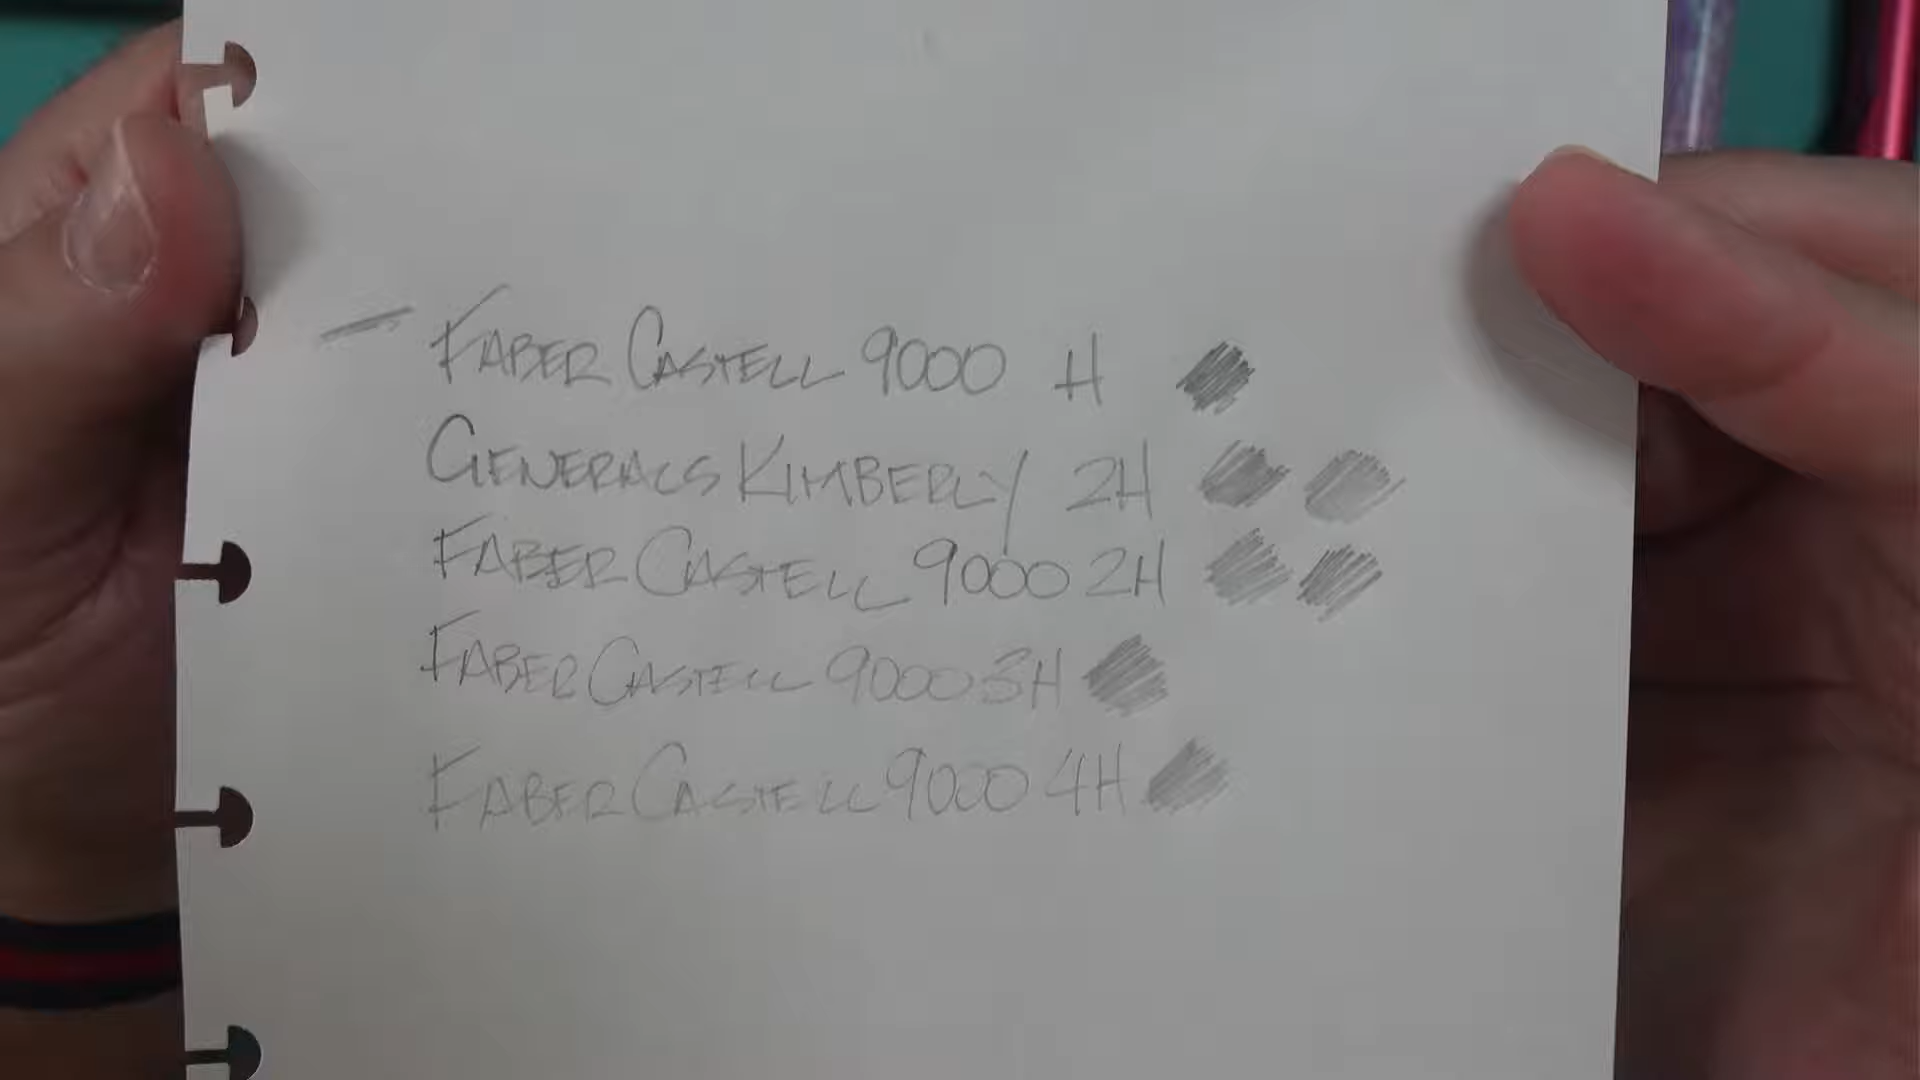 FABER CASTELL 9000 H
GENERALS KIMBERLY 2H
FABER CASTELL 9000 2H
FABER CASTELL 9000 3H
FABER CASTELL 9000 4H